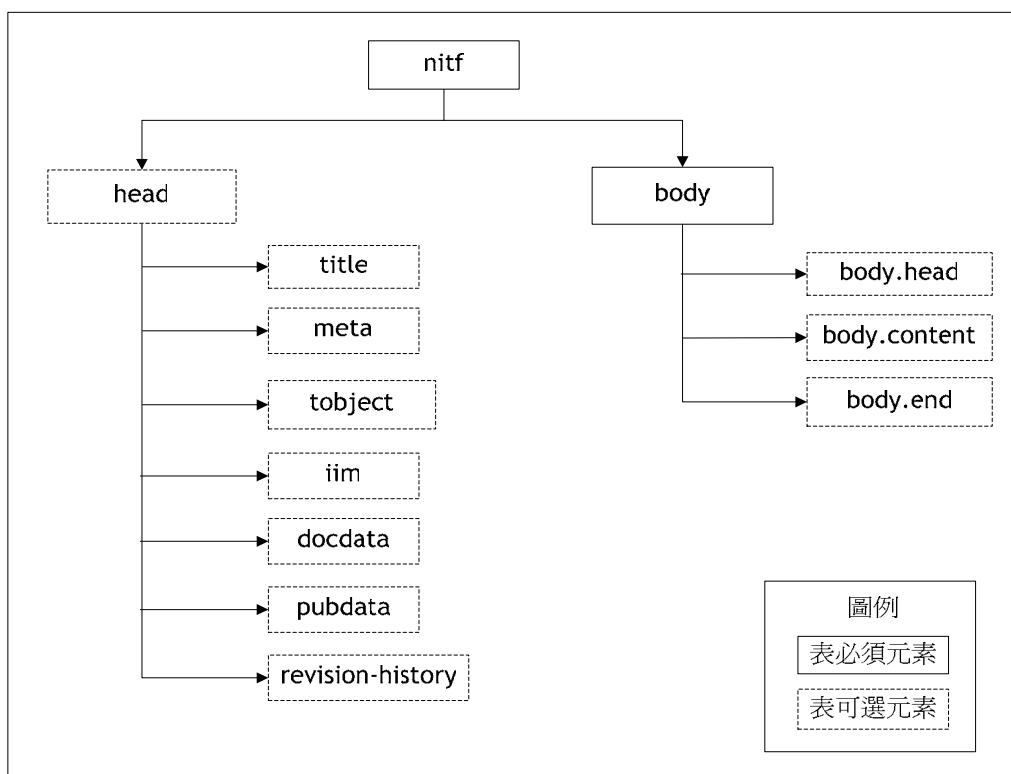 nitf
head
body
title
meta
tobject
iim
docdata
pubdata
revision-history
body.head
body.content
body.end
圖例
表必須元素
表可選元素